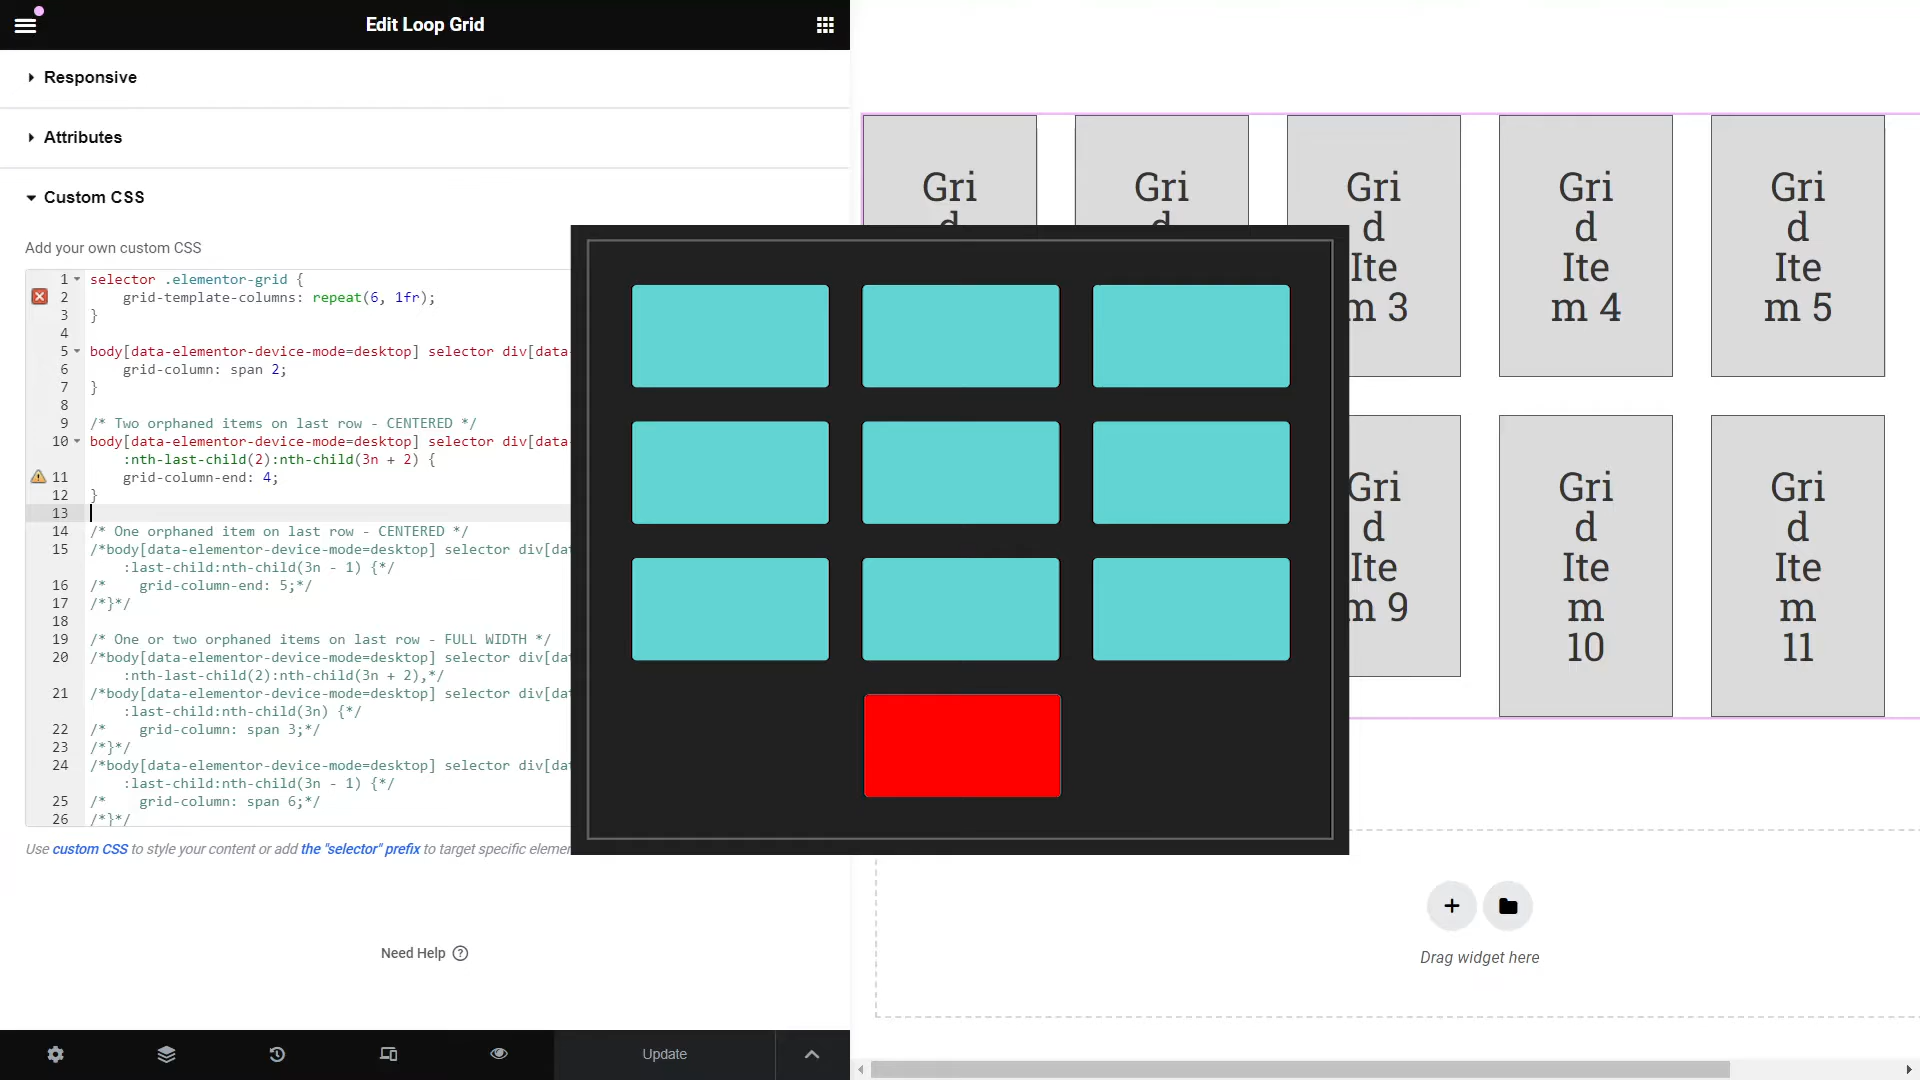 Edit Loop Grid
Responsive
Attributes
Custom CSS
Add your own custom CSS
1 selector .elementor-grid {
2 grid-template-columns: repeat(6, 1fr);
3 }
4
5 body[data-elementor-device-mode=desktop] selector div[data-
6 grid-column: span 2;
7 }
8
9 /* Two orphaned items on last row - CENTERED */
10 body[data-elementor-device-mode=desktop] selector div[data-
:nth-last-child(2):nth-child(3n + 2) {
11 grid-column-end: 4;
12 }
13
14 /* One orphaned item on last row - CENTERED */
15 /*body[data-elementor-device-mode=desktop] selector div[da
:last-child:nth-child(3n - 1) {*/
16 /* grid-column-end: 5;*/
17 /*}*/
18
19 /* One or two orphaned items on last row - FULL WIDTH */
20 /*body[data-elementor-device-mode=desktop] selector div[da
:nth-last-child(2):nth-child(3n + 2),*/
21 /*body[data-elementor-device-mode=desktop] selector div[da
:last-child:nth-child(3n) {*/
22 /* grid-column: span 3;*/
23 /*}*/
24 /*body[data-elementor-device-mode=desktop] selector div[da
:last-child:nth-child(3n - 1) {*/
25 /* grid-column: span 6;*/
26 /*}*/
Use custom CSS to style your content or add the "selector" prefix to target specific elemen
Need Help
Update
Gri
d
Gri
d
Gri
d
Ite
m 3
Gri
d
Ite
m 4
Gri
d
Ite
m 5
Gri
d
Ite
m 9
Gri
d
Ite
m
10
Gri
d
Ite
m
11
Drag widget here